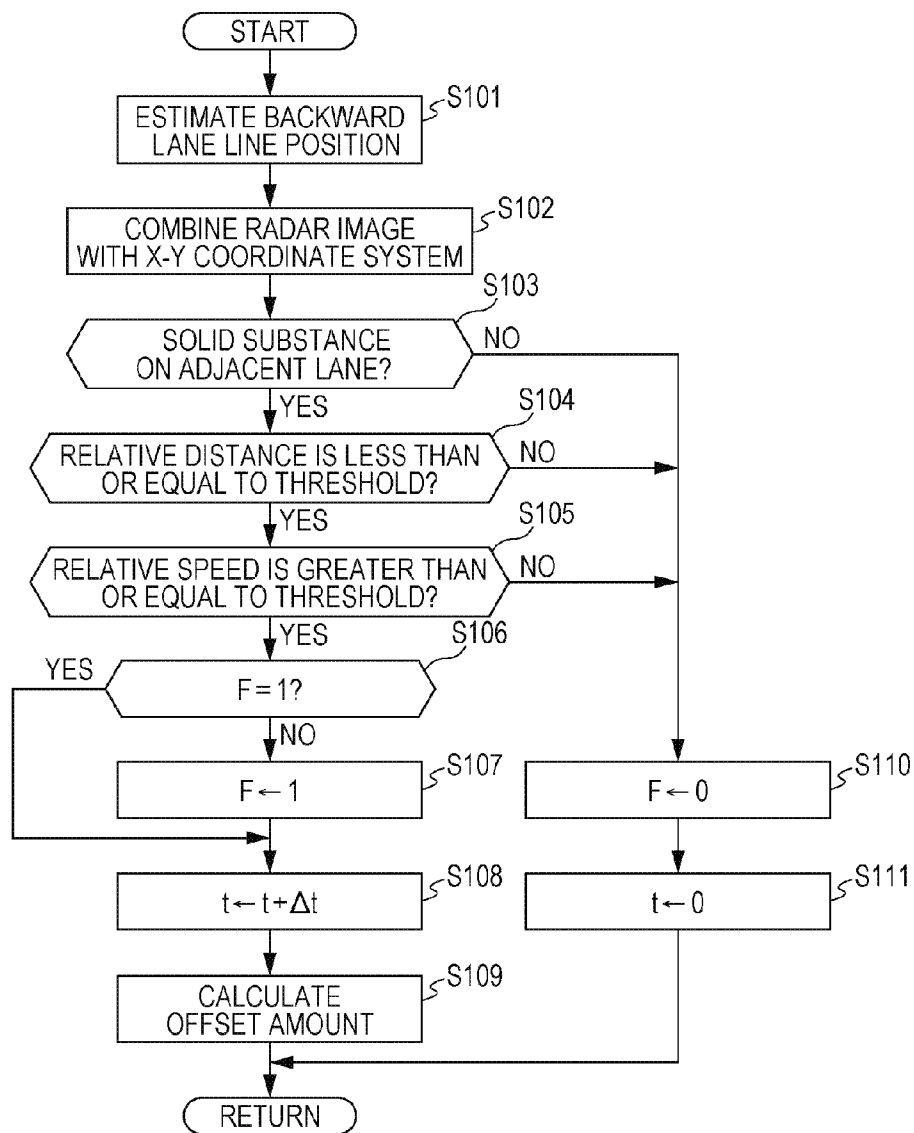 START
S101
ESTIMATE BACKWARD
LANE LINE POSITION
S102
COMBINE RADAR IMAGE
WITH X-Y COORDINATE SYSTEM
S103
SOLID SUBSTANCE
ON ADJACENT LANE?
NO
YES
S104
RELATIVE DISTANCE IS LESS THAN
OR EQUAL TO THRESHOLD?
NO
YES
S105
RELATIVE SPEED IS GREATER THAN
OR EQUAL TO THRESHOLD?
NO
YES
S106
YES
F=1?
NO
S107
F←1
S110
F←0
S108
t←t+Δt
S111
t←0
S109
CALCULATE
OFFSET AMOUNT
RETURN